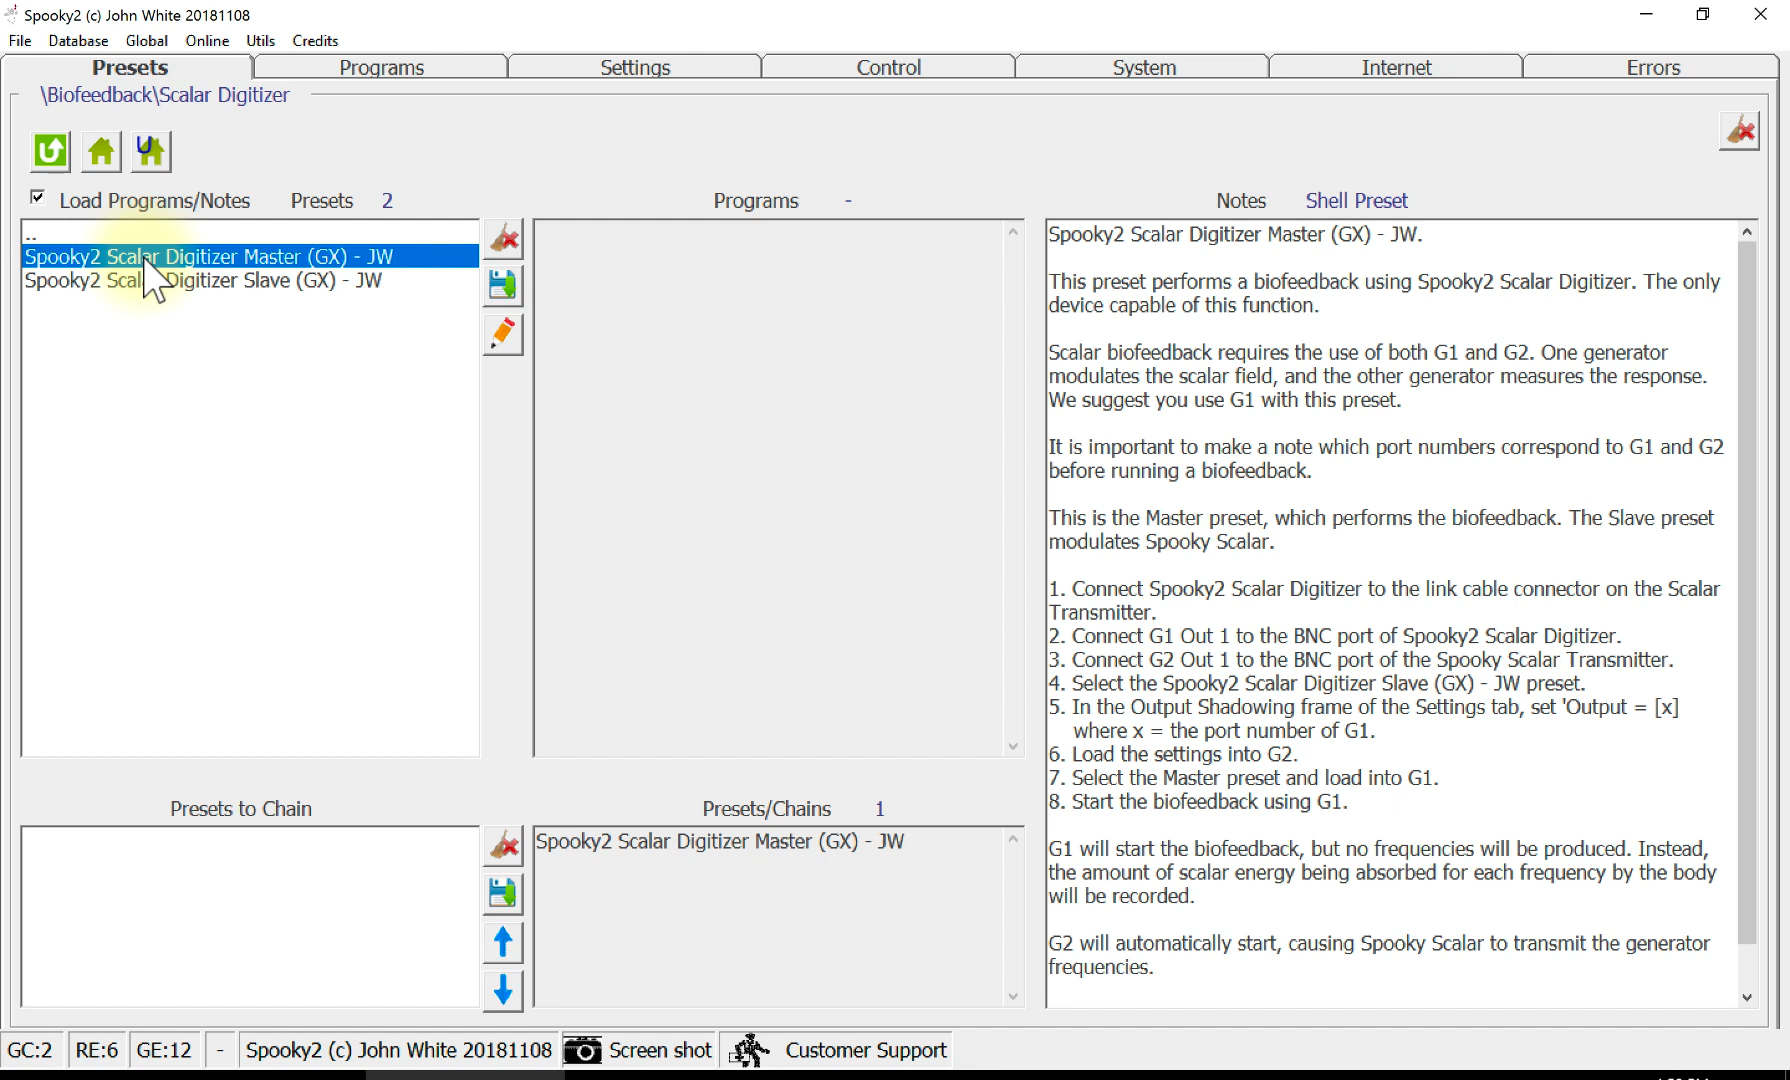 Spooky2 (c) John White 20181108
File Database Global Online Utils Credits
Presets Programs Settings Control System Internet Errors
\Biofeedback\Scalar Digitizer
Load Programs/Notes Presets 2
Programs -
Notes Shell Preset
..
Spooky2 Scalar Digitizer Master (GX) - JW
Spooky2 Scal Digitizer Slave (GX) - JW
Spooky2 Scalar Digitizer Master (GX) - JW.
This preset performs a biofeedback using Spooky2 Scalar Digitizer. The only
device capable of this function.
Scalar biofeedback requires the use of both G1 and G2. One generator
modulates the scalar field, and the other generator measures the response.
We suggest you use G1 with this preset.
It is important to make a note which port numbers correspond to G1 and G2
before running a biofeedback.
This is the Master preset, which performs the biofeedback. The Slave preset
modulates Spooky Scalar.
1. Connect Spooky2 Scalar Digitizer to the link cable connector on the Scalar
Transmitter.
2. Connect G1 Out 1 to the BNC port of Spooky2 Scalar Digitizer.
3. Connect G2 Out 1 to the BNC port of the Spooky Scalar Transmitter.
4. Select the Spooky2 Scalar Digitizer Slave (GX) - JW preset.
5. In the Output Shadowing frame of the Settings tab, set 'Output = [x]
where x = the port number of G1.
6. Load the settings into G2.
7. Select the Master preset and load into G1.
8. Start the biofeedback using G1.
G1 will start the biofeedback, but no frequencies will be produced. Instead,
the amount of scalar energy being absorbed for each frequency by the body
will be recorded.
G2 will automatically start, causing Spooky Scalar to transmit the generator
frequencies.
Presets to Chain
Presets/Chains 1
Spooky2 Scalar Digitizer Master (GX) - JW
GC:2 RE:6 GE:12 - Spooky2 (c) John White 20181108 Screen shot Customer Support